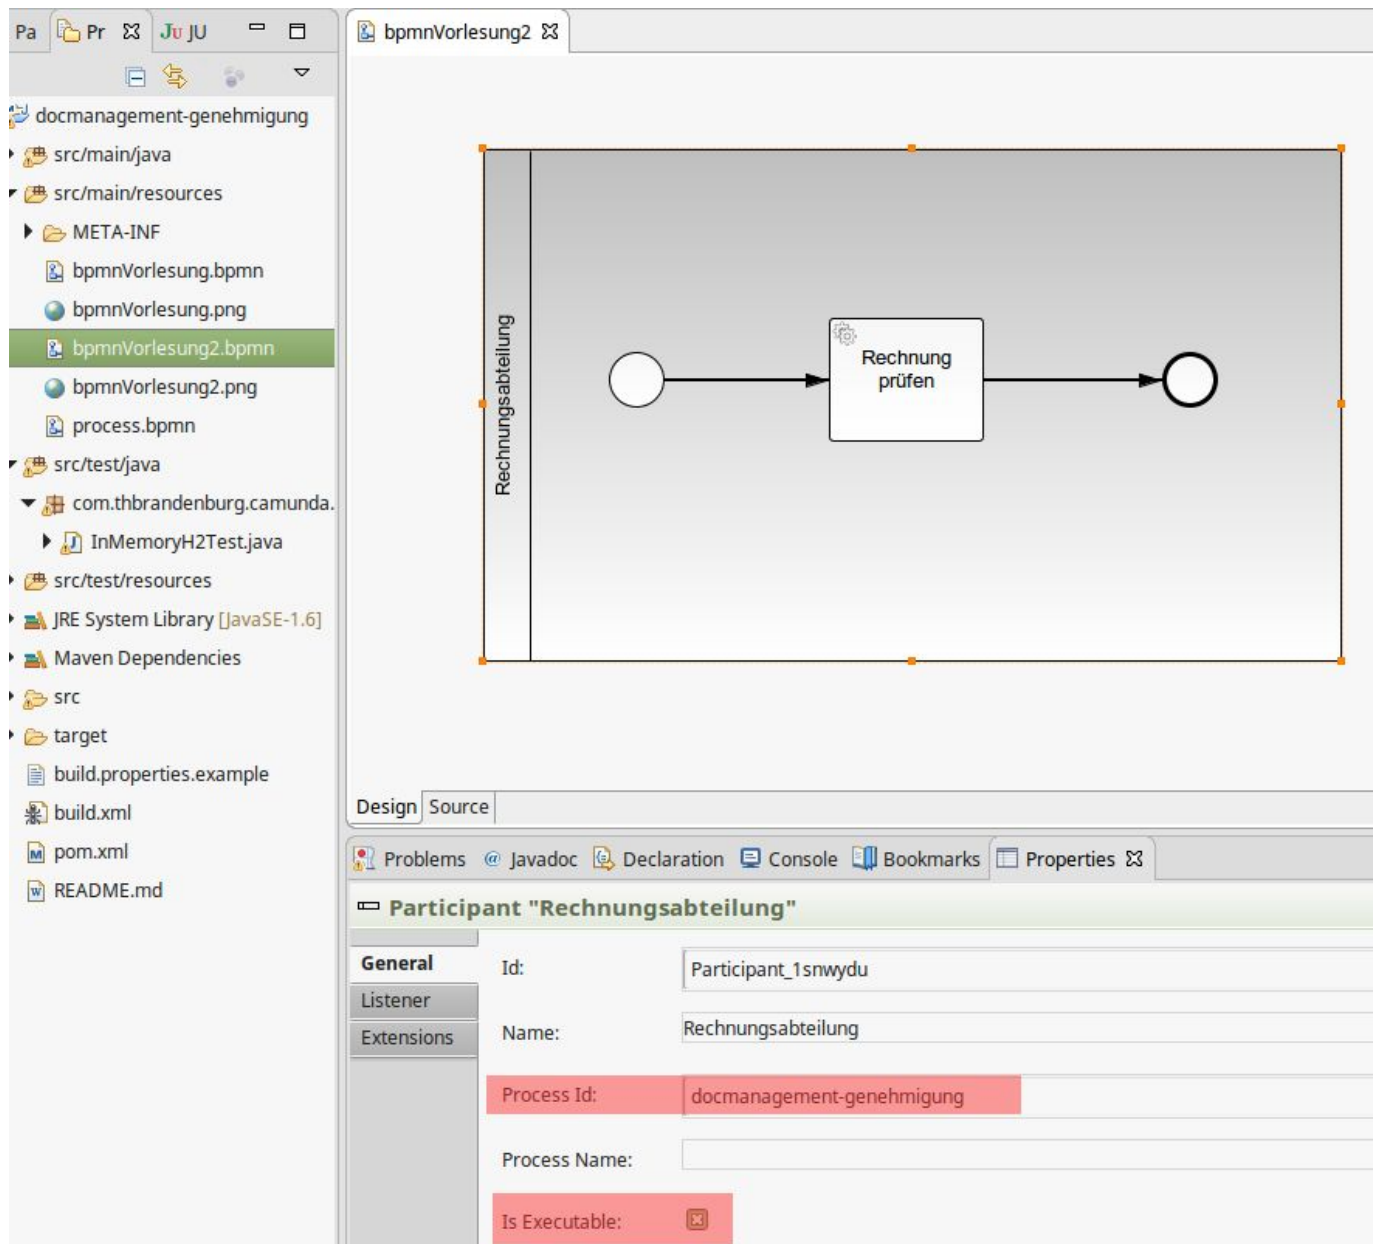 Pa Pr JU JU
docmanagement-genehmigung
src/main/java
src/main/resources
META-INF
bpmnVorlesung.bpmn
bpmnVorlesung.png
bpmnVorlesung2.bpmn
bpmnVorlesung2.png
process.bpmn
src/test/java
com.thbrandenburg.camunda.
InMemoryH2Test.java
src/test/resources
JRE System Library [JavaSE-1.6]
Maven Dependencies
src
target
build.properties.example
build.xml
pom.xml
README.md
bpmnVorlesung2
Rechnungsabteilung
Rechnung
prüfen
Design Source
Problems @ Javadoc Declaration Console Bookmarks Properties
Participant "Rechnungsabteilung"
General
Listener
Extensions
Id: Participant_1snwydu
Name: Rechnungsabteilung
Process Id: docmanagement-genehmigung
Process Name:
Is Executable: